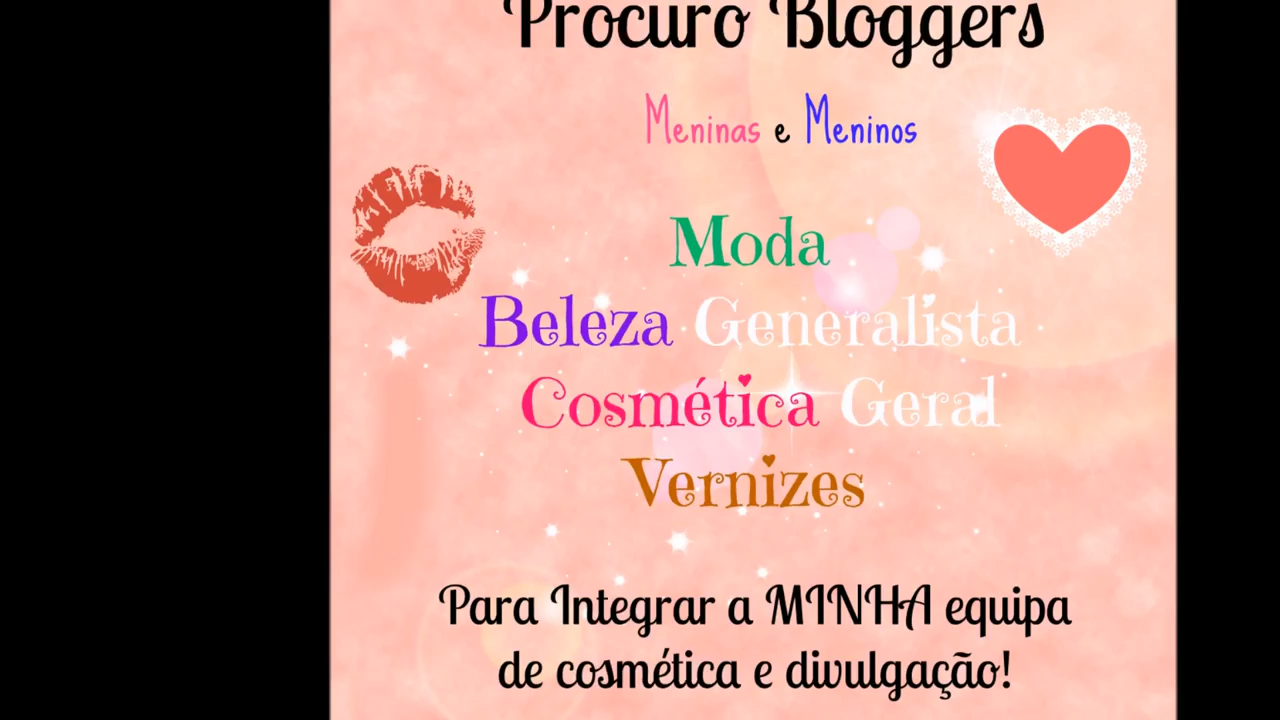 Procuro Bloggers
Meninas e Meninos
Moda
Beleza Generalista
Cosmética Geral
Vernizes
Para Integrar a MINHA equipa
de cosmética e divulgação!